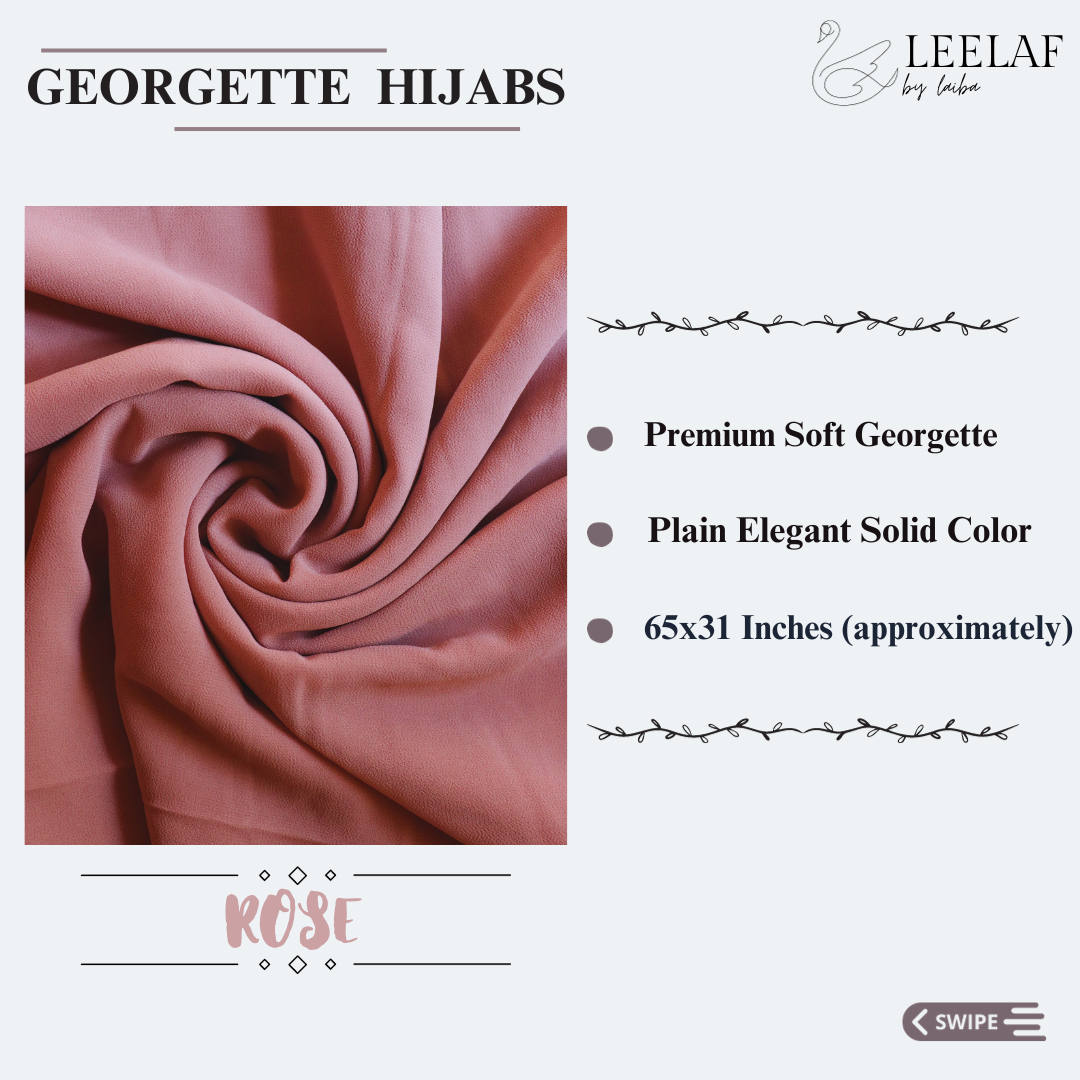 GEORGETTE HIJABS
LEELAF
by laiba
Premium Soft Georgette
Plain Elegant Solid Color
65x31 Inches (approximately)
ROSE
SWIPE